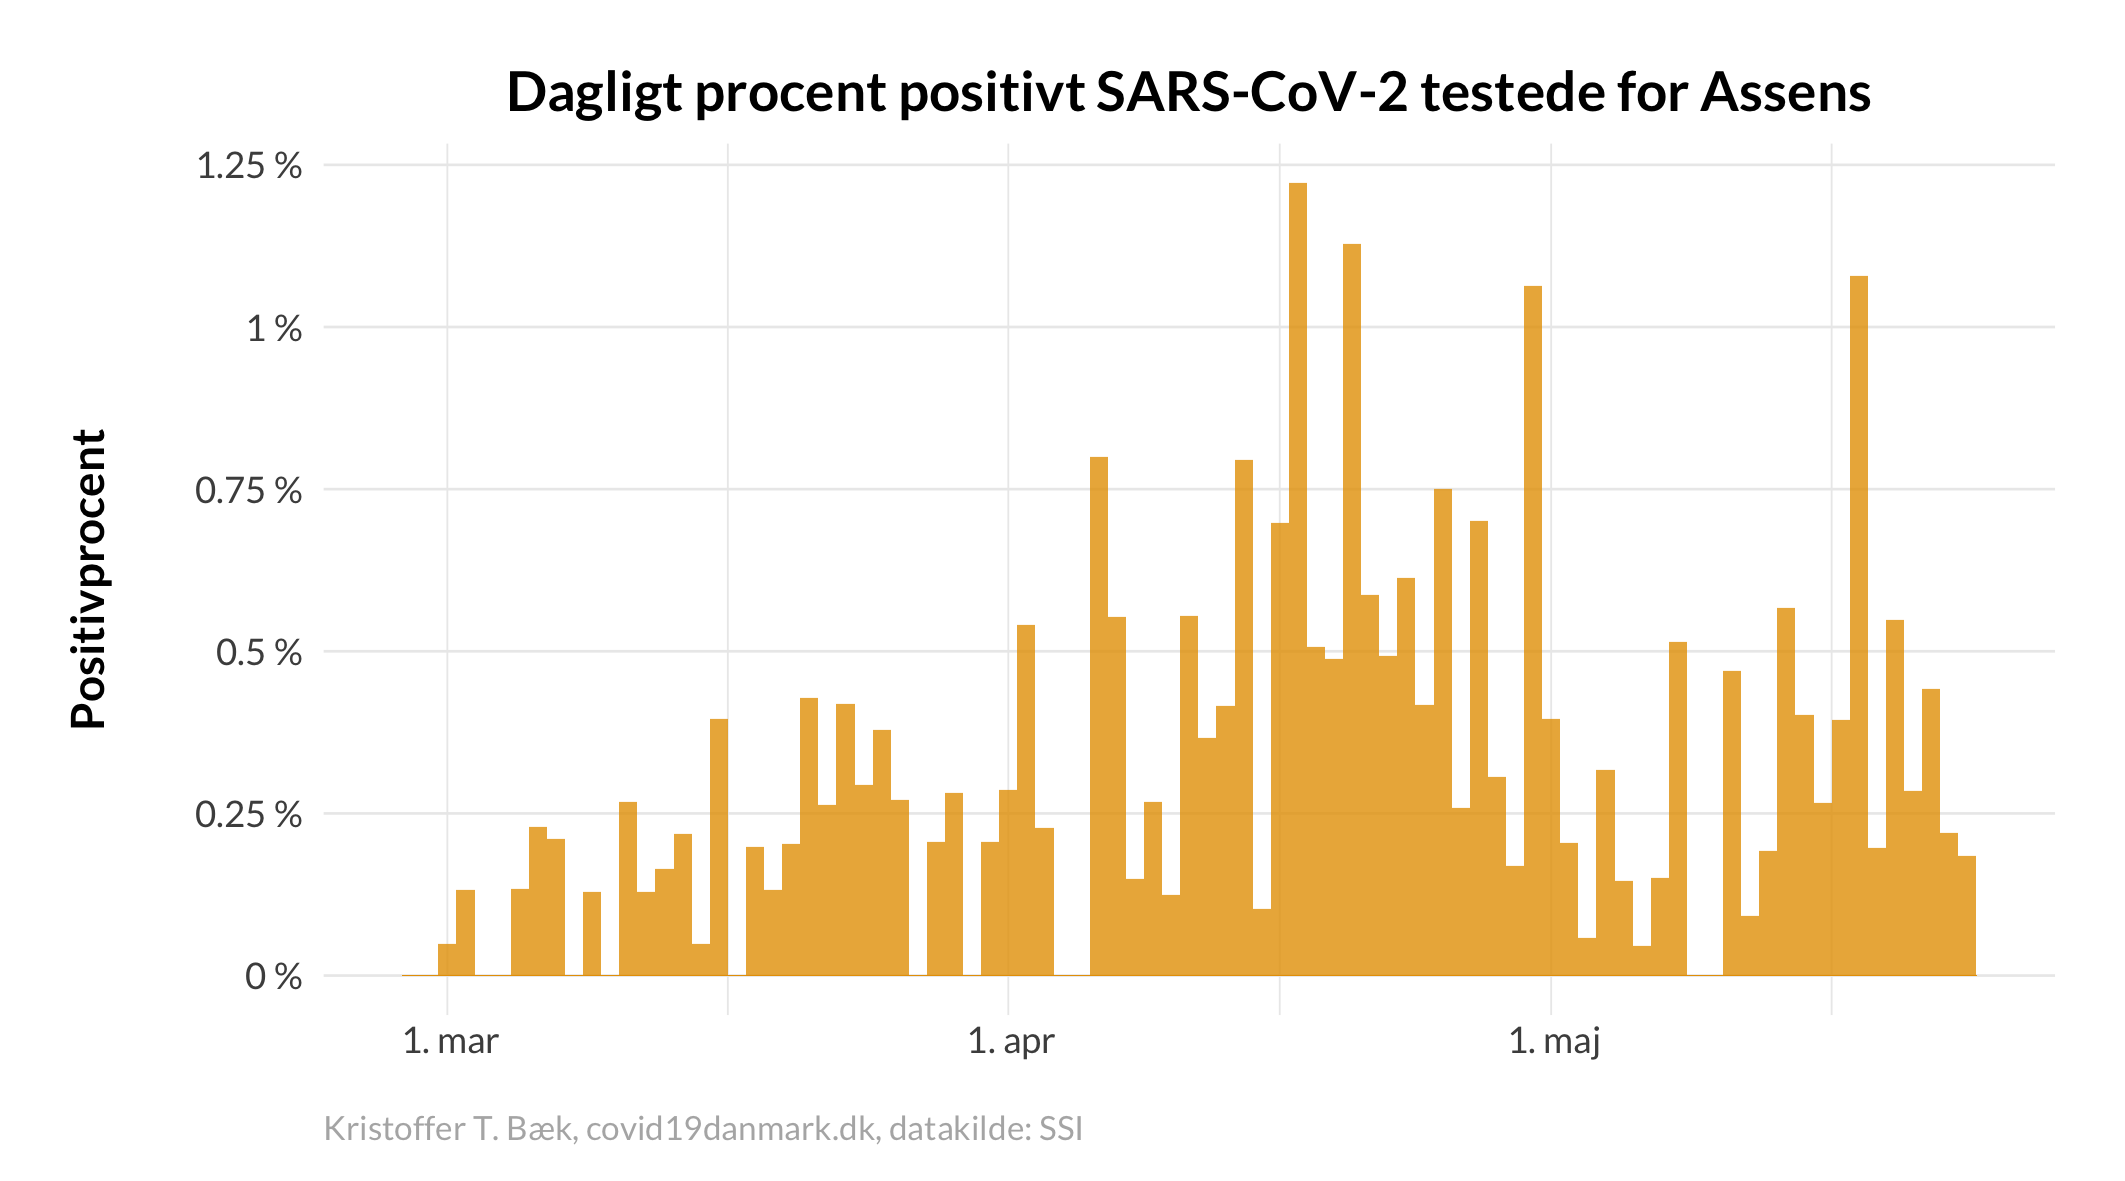 Dagligt procent positivt SARS-CoV-2 testede for Assens
Positivprocent
1.25 %
1 %
0.75 %
0.5 %
0.25 %
0 %
1. mar
1. apr
1. maj
Kristoffer T. Bæk, covid19danmark.dk, datakilde: SSI